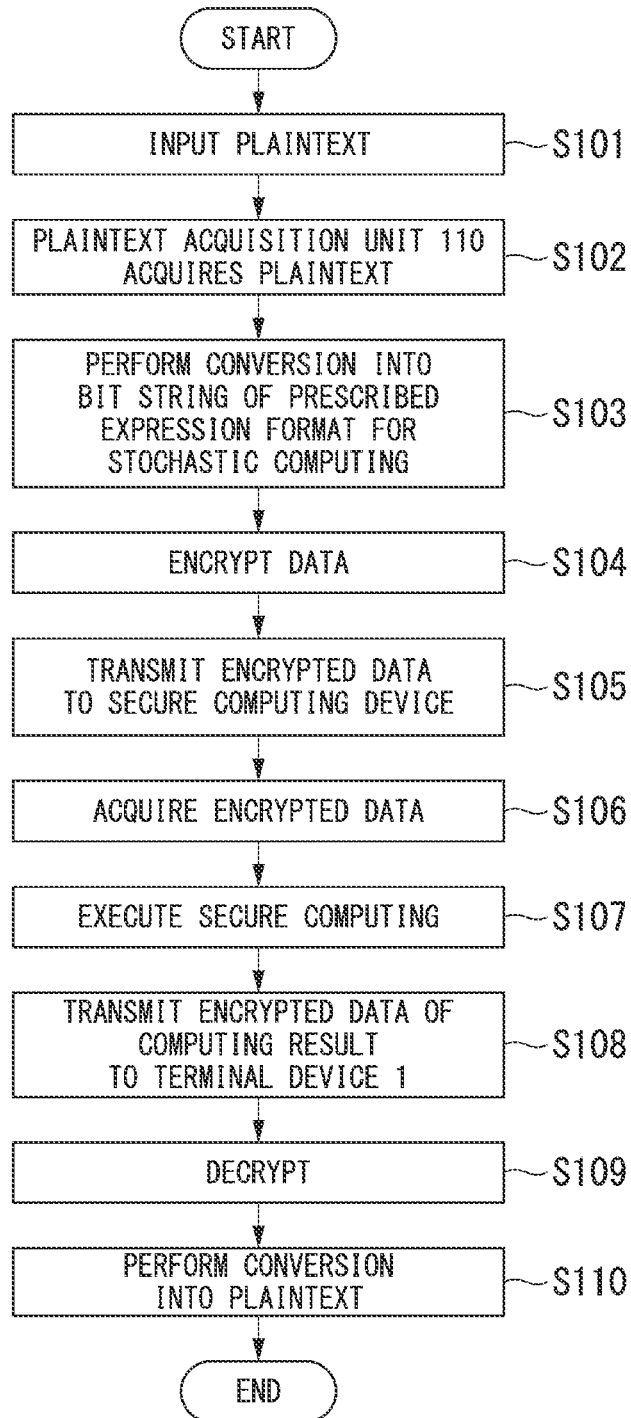 START
INPUT PLAINTEXT
S101
PLAINTEXT ACQUISITION UNIT 110
ACQUIRES PLAINTEXT
S102
PERFORM CONVERSION INTO
BIT STRING OF PRESCRIBED
EXPRESSION FORMAT FOR
STOCHASTIC COMPUTING
S103
ENCRYPT DATA
S104
TRANSMIT ENCRYPTED DATA
TO SECURE COMPUTING DEVICE
S105
ACQUIRE ENCRYPTED DATA
S106
EXECUTE SECURE COMPUTING
S107
TRANSMIT ENCRYPTED DATA OF
COMPUTING RESULT
TO TERMINAL DEVICE 1
S108
DECRYPT
S109
PERFORM CONVERSION
INTO PLAINTEXT
S110
END